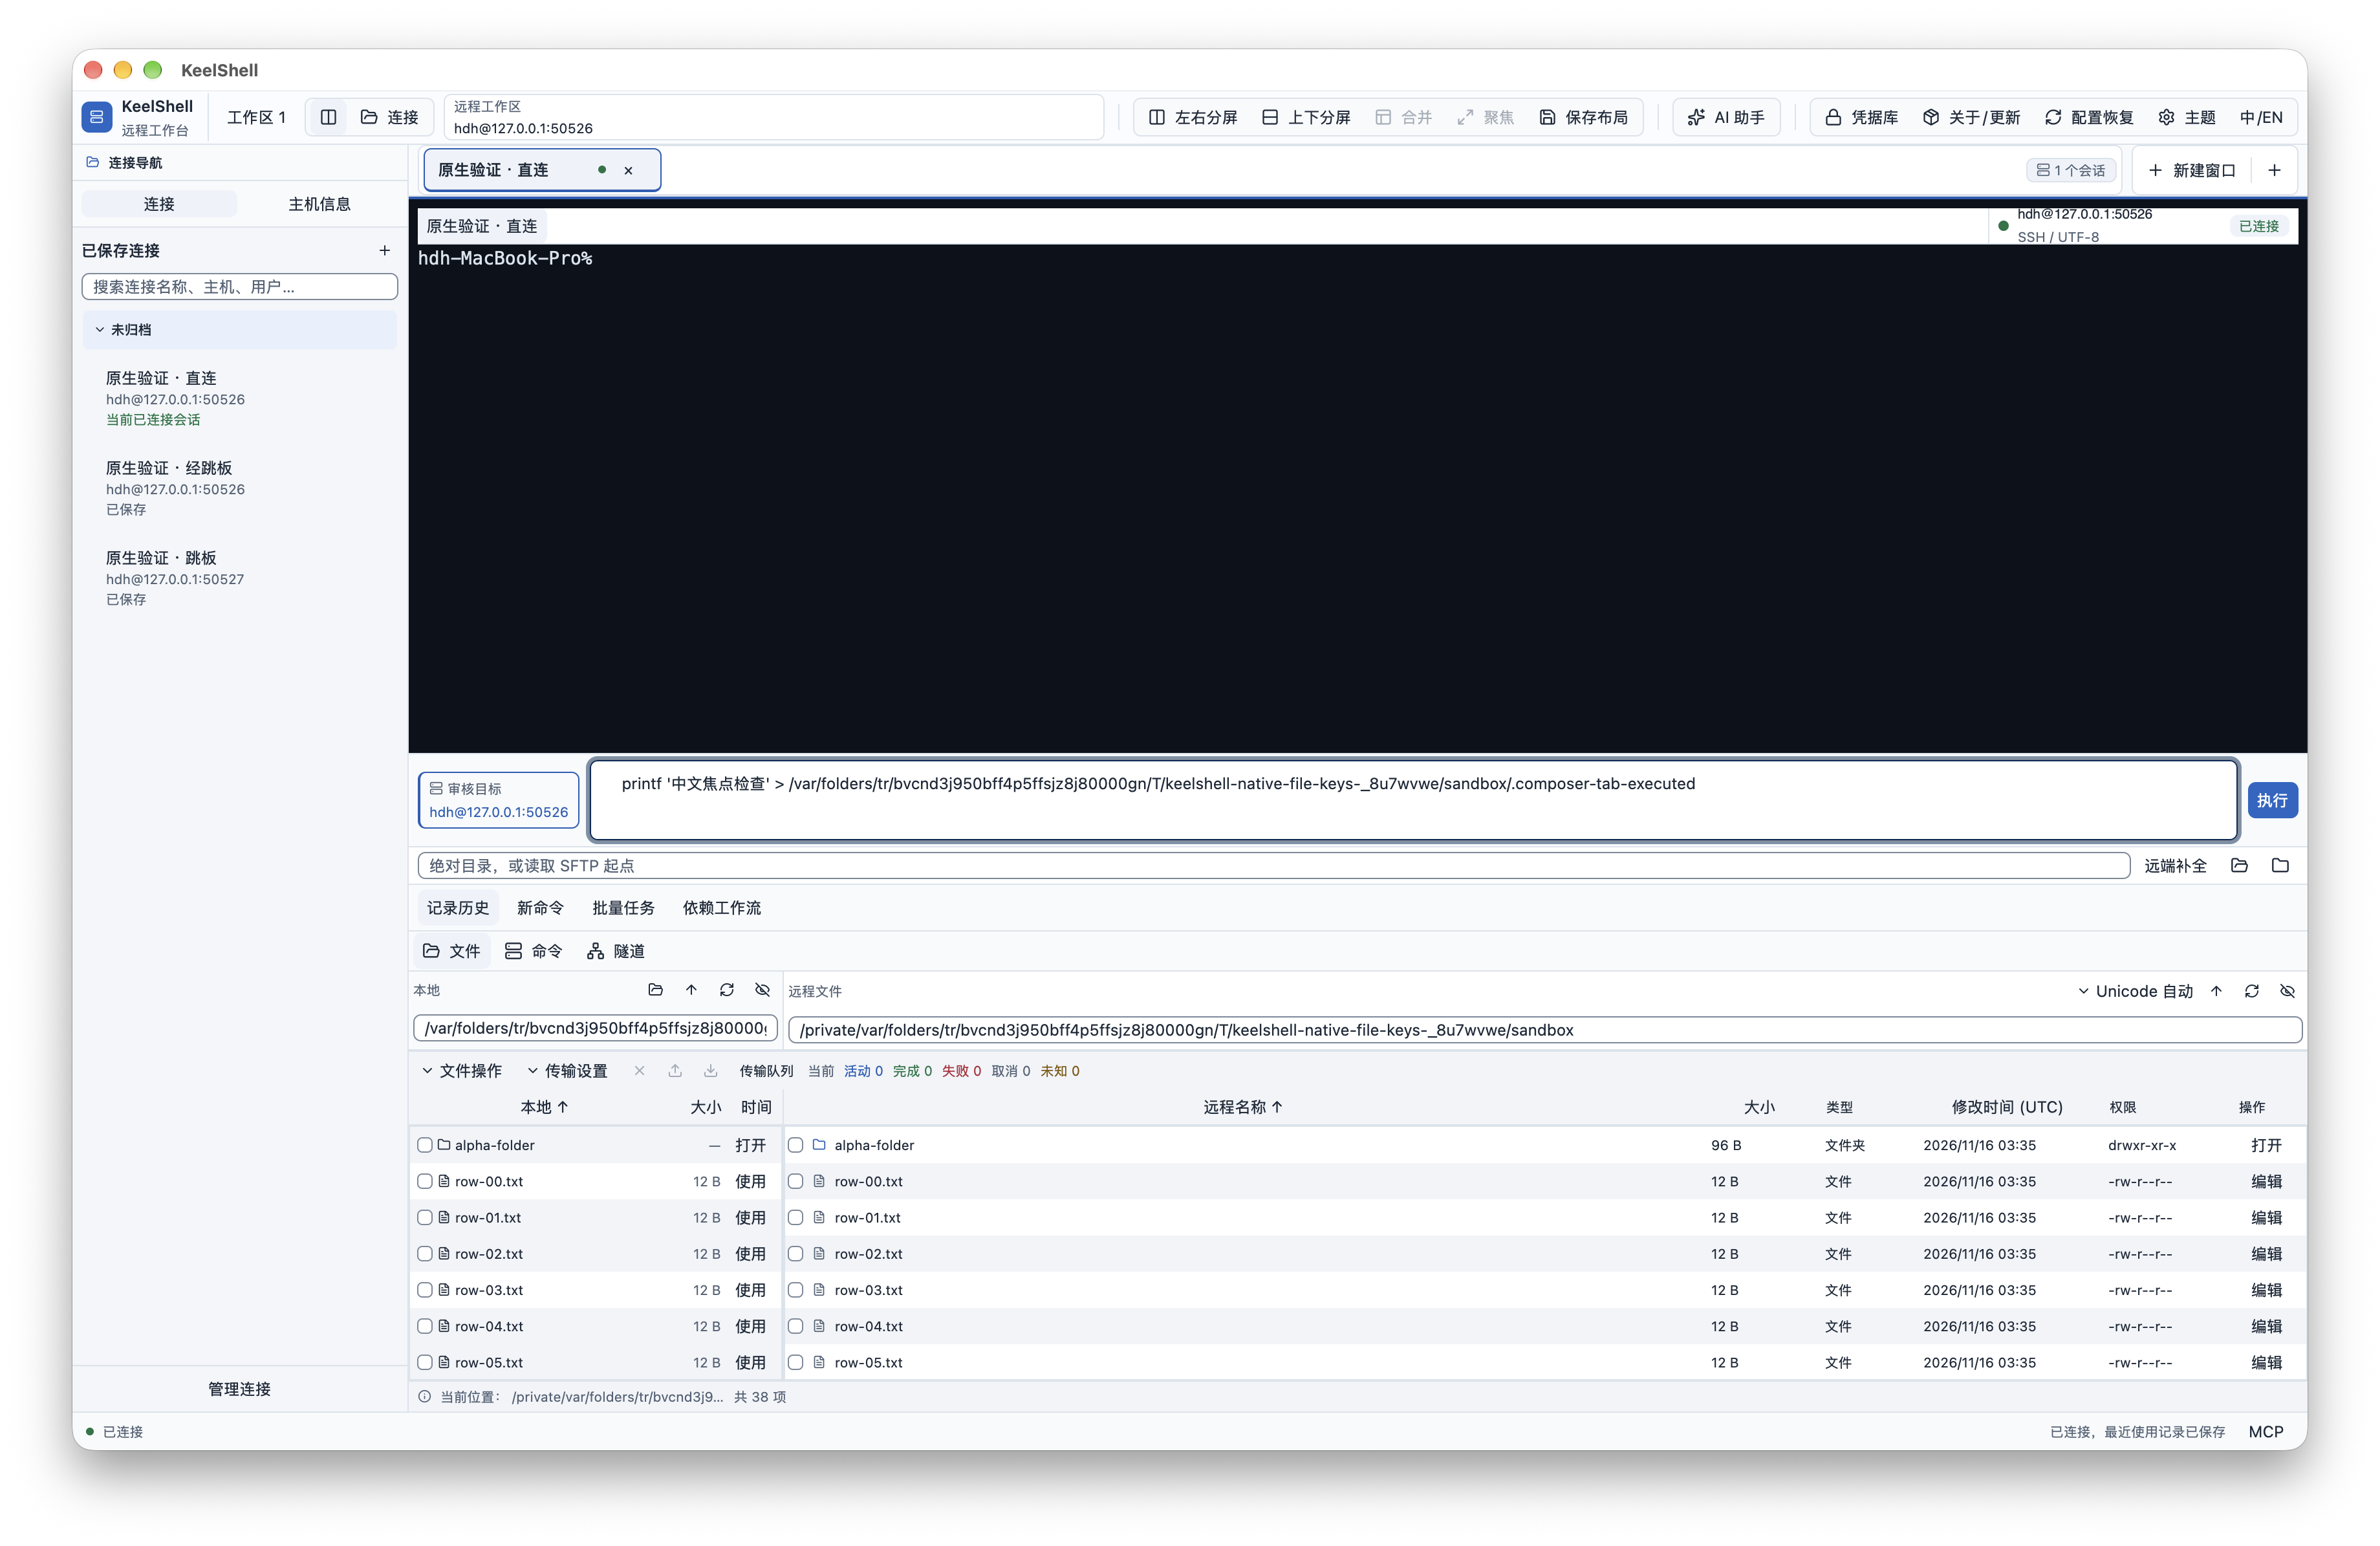 KeelShell
KeelShell
远程工作台
工作区 1
连接
远程工作区
hdh@127.0.0.1:50526
左右分屏
上下分屏
合并
聚焦
保存布局
AI 助手
凭据库
关于/更新
配置恢复
主题
中/EN
连接导航
连接
主机信息
已保存连接
+
搜索连接名称、主机、用户...
未归档
原生验证 · 直连
hdh@127.0.0.1:50526
当前已连接会话
原生验证 · 经跳板
hdh@127.0.0.1:50526
已保存
原生验证 · 跳板
hdh@127.0.0.1:50527
已保存
管理连接
原生验证 · 直连
1 个会话
+ 新建窗口
+
原生验证 · 直连
hdh@127.0.0.1:50526
SSH / UTF-8
已连接
hdh-MacBook-Pro%
审核目标
hdh@127.0.0.1:50526
printf '中文焦点检查' > /var/folders/tr/bvcnd3j950bff4p5ffsjz8j80000gn/T/keelshell-native-file-keys-_8u7wvwe/sandbox/.composer-tab-executed
执行
绝对目录，或读取 SFTP 起点
远端补全
记录历史 新命令 批量任务 依赖工作流
文件 命令 隧道
本地
/var/folders/tr/bvcnd3j950bff4p5ffsjz8j80000
远程文件
Unicode 自动
/private/var/folders/tr/bvcnd3j950bff4p5ffsjz8j80000gn/T/keelshell-native-file-keys-_8u7wvwe/sandbox
文件操作 传输设置 传输队列 当前 活动 0 完成 0 失败 0 取消 0 未知 0
本地 ↑ 大小 时间 远程名称 ↑ 大小 类型 修改时间 (UTC) 权限 操作
alpha-folder — 打开 alpha-folder 96 B 文件夹 2026/11/16 03:35 drwxr-xr-x 打开
row-00.txt 12 B 使用 row-00.txt 12 B 文件 2026/11/16 03:35 -rw-r--r-- 编辑
row-01.txt 12 B 使用 row-01.txt 12 B 文件 2026/11/16 03:35 -rw-r--r-- 编辑
row-02.txt 12 B 使用 row-02.txt 12 B 文件 2026/11/16 03:35 -rw-r--r-- 编辑
row-03.txt 12 B 使用 row-03.txt 12 B 文件 2026/11/16 03:35 -rw-r--r-- 编辑
row-04.txt 12 B 使用 row-04.txt 12 B 文件 2026/11/16 03:35 -rw-r--r-- 编辑
row-05.txt 12 B 使用 row-05.txt 12 B 文件 2026/11/16 03:35 -rw-r--r-- 编辑
当前位置： /private/var/folders/tr/bvcnd3j9... 共 38 项
已连接
已连接，最近使用记录已保存
MCP